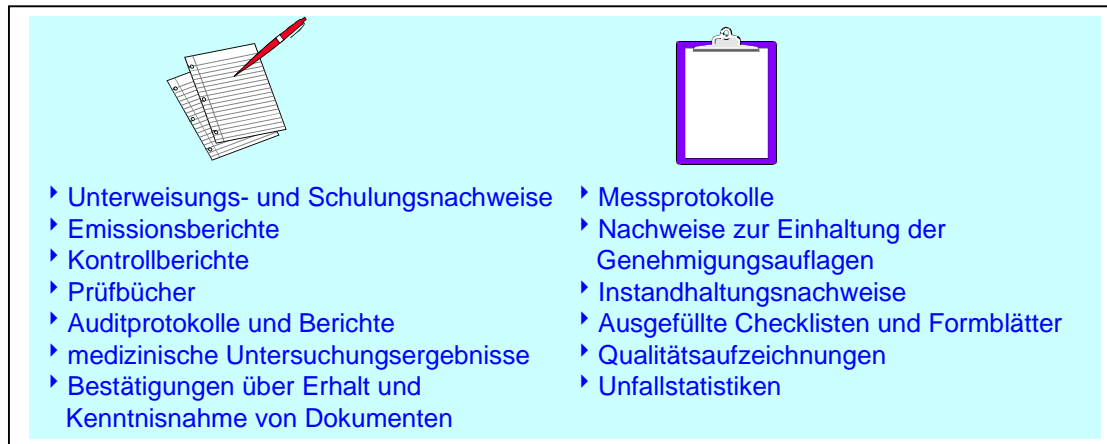 Unterweisungs- und Schulungsnachweise
Emissionsberichte
Kontrollberichte
Prüfbücher
Auditprotokolle und Berichte
medizinische Untersuchungsergebnisse
Bestätigungen über Erhalt und
Kenntnisnahme von Dokumenten
Messprotokolle
Nachweise zur Einhaltung der
Genehmigungsauflagen
Instandhaltungsnachweise
Ausgefüllte Checklisten und Formblätter
Qualitätsaufzeichnungen
Unfallstatistiken